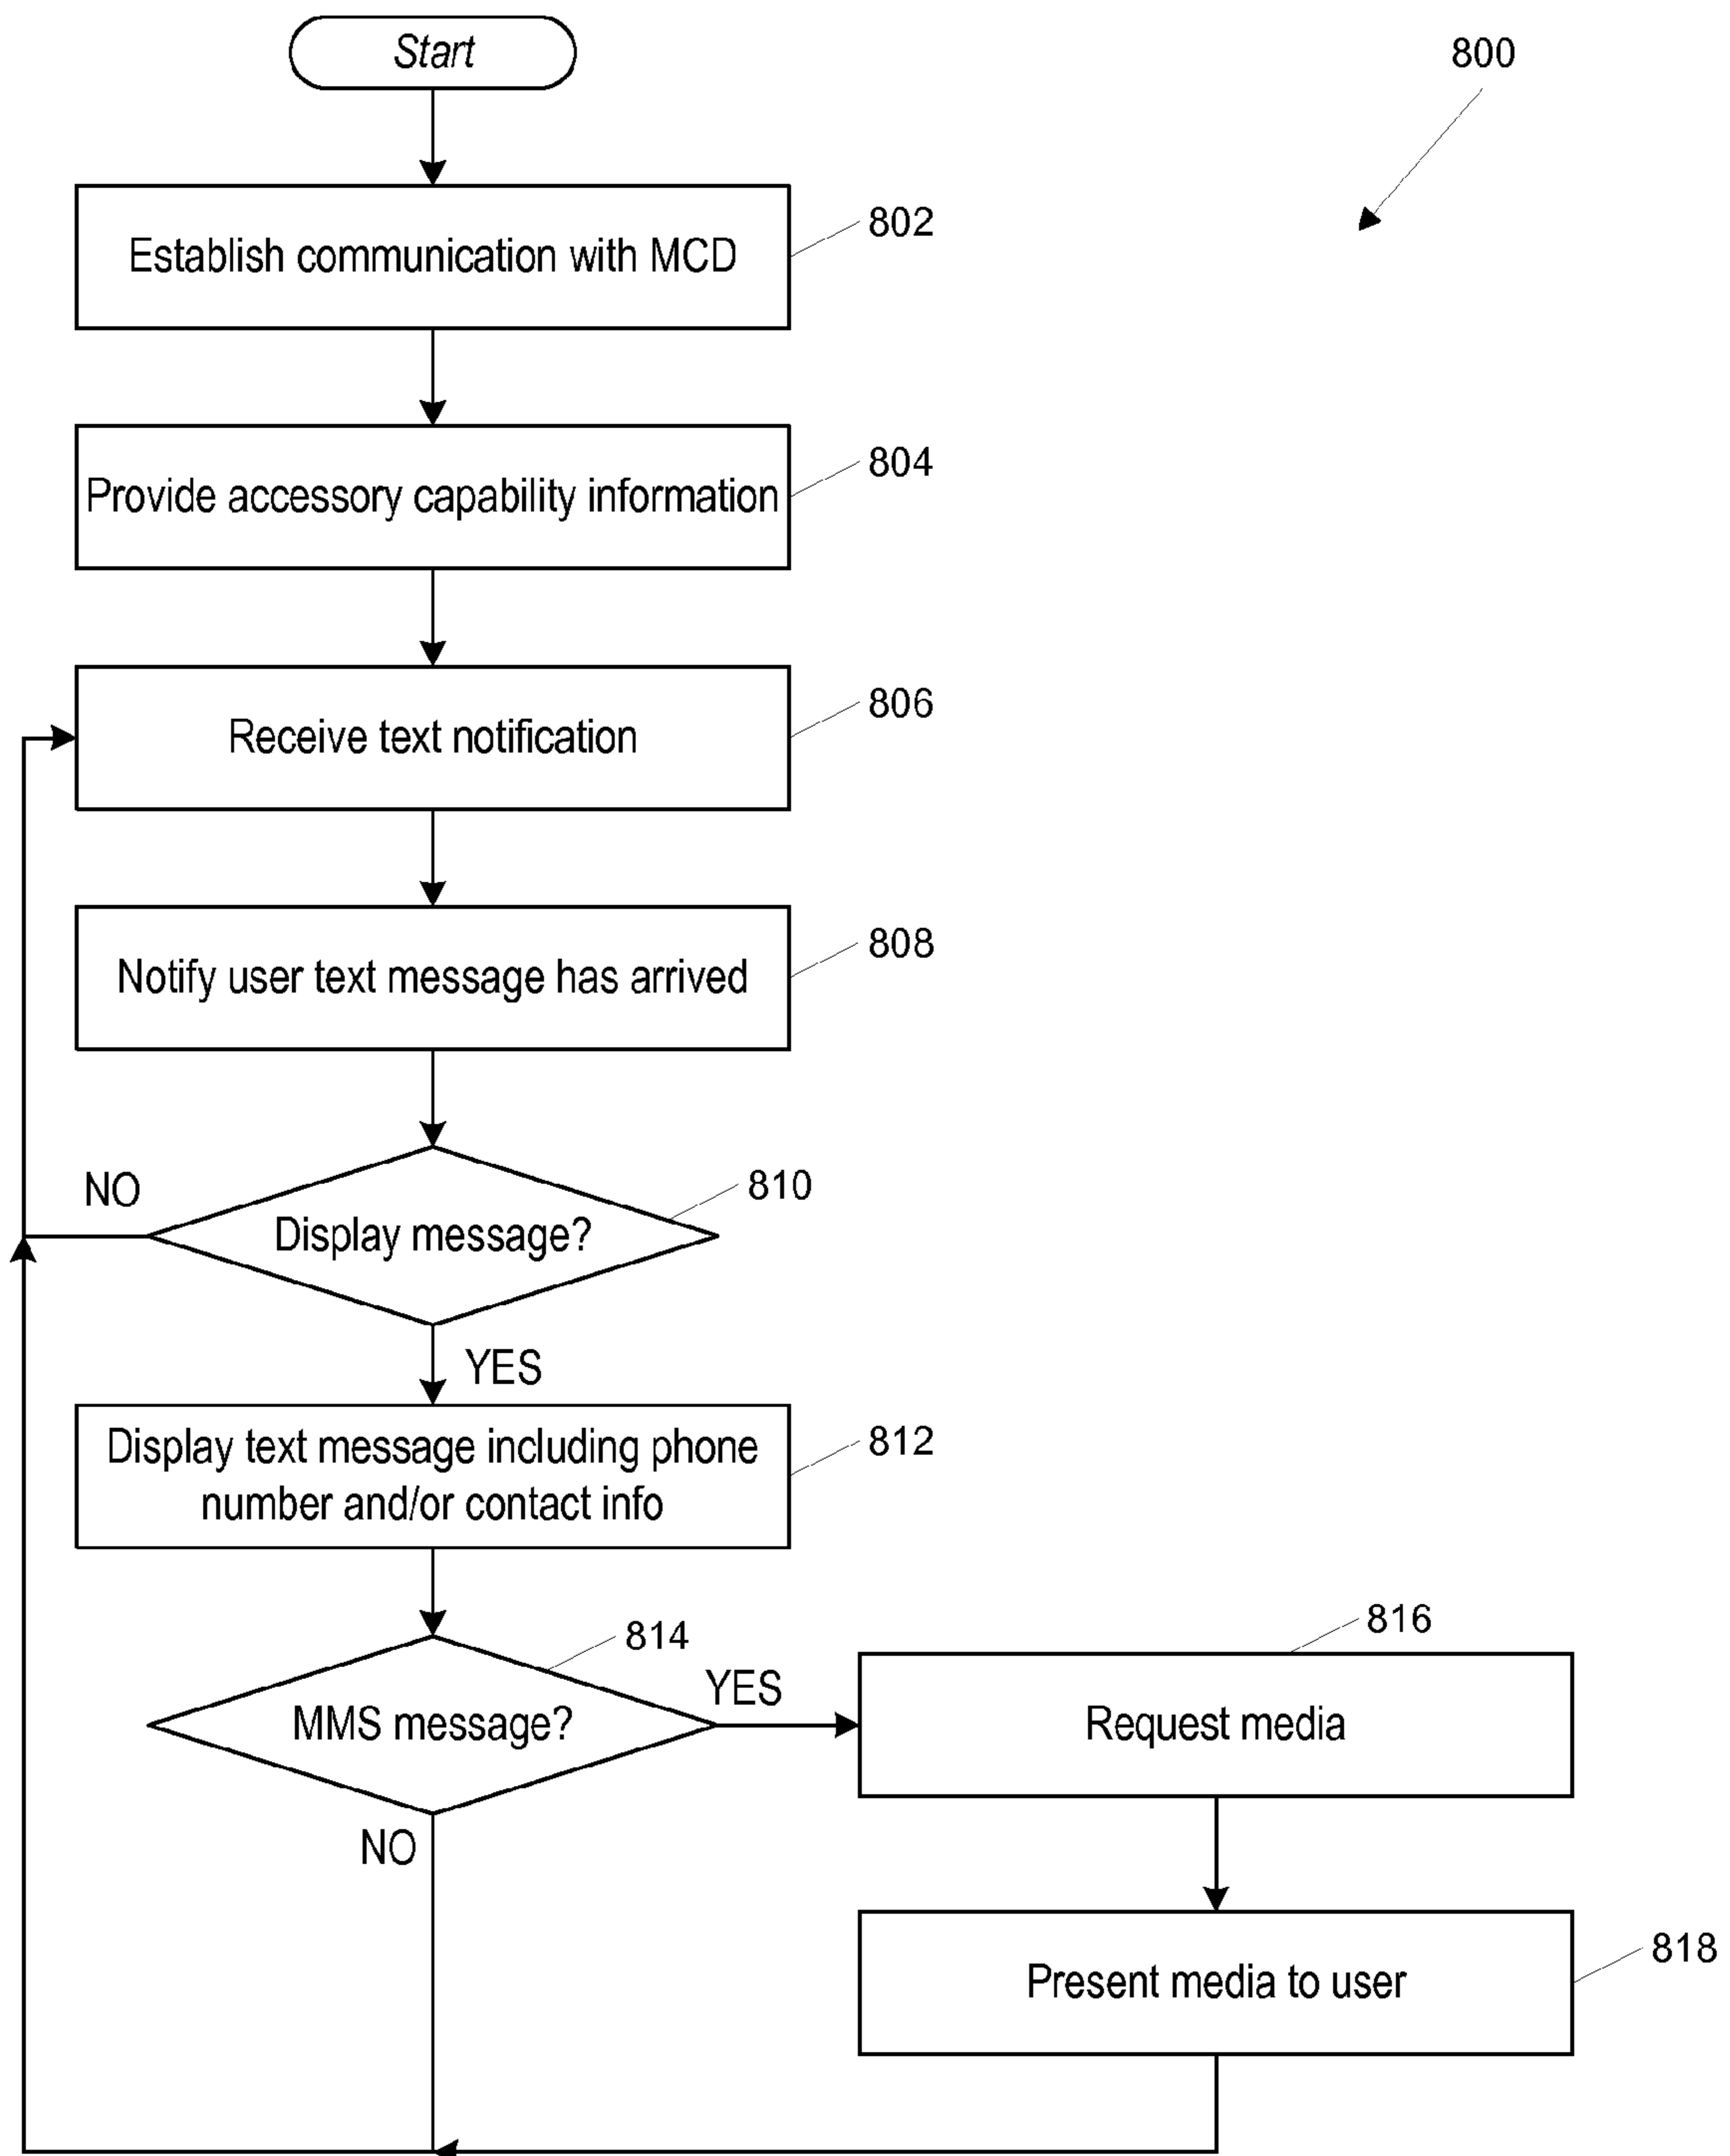 Start
800
Establish communication with MCD
802
Provide accessory capability information
804
Receive text notification
806
Notify user text message has arrived
808
NO
810
Display message?
YES
Display text message including phone
number and/or contact info
812
814
MMS message?
YES
816
Request media
NO
Present media to user
818